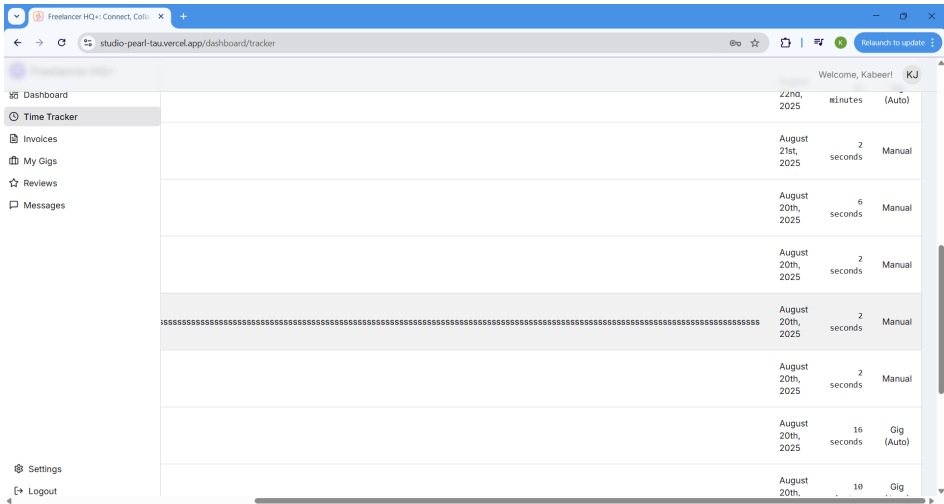 Freelancer HQ+: Connect, Colla
studio-pearl-tau.vercel.app/dashboard/tracker
K
Relaunch to update
Freelancer HQ+
Welcome, Kabeer!
KJ
Dashboard
Time Tracker
Invoices
My Gigs
Reviews
Messages
Settings
Logout
22nd,
2025
minutes
(Auto)
August
21st,
2025
2
seconds
Manual
August
20th,
2025
6
seconds
Manual
August
20th,
2025
2
seconds
Manual
ssssssssssssssssssssssssssssssssssssssssssssssssssssssssssssssssssssssssssssssssssssssssssssssssssssssssssssssssssssssssssssssssss
August
20th,
2025
2
seconds
Manual
August
20th,
2025
2
seconds
Manual
August
20th,
2025
16
seconds
Gig
(Auto)
August
20th,
10
Gig